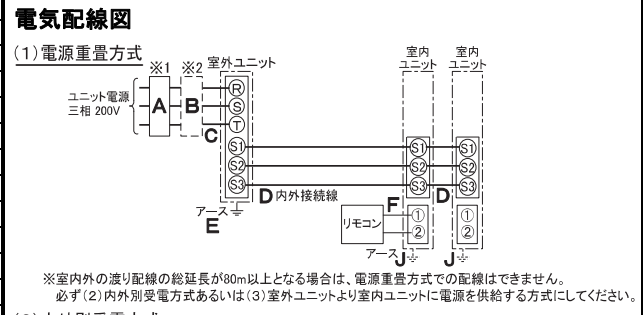 電気配線図
(1)電源重畳方式
※1 ※2 室外ユニット 室内ユニット 室内ユニット
ユニット電源
三相 200V
A B C
R
S
T
S1 S1 S1
S2 S2 S2
S3 S3 S3
D 内外接続線 D
アース
E
リモコン F ① ①
② ②
アース J J
※室内外の渡り配線の総延長が80m以上となる場合は、電源重畳方式での配線はできません。
必ず(2)内外別受電方式あるいは(3)室外ユニットより室内ユニットに電源を供給する方式にしてください。